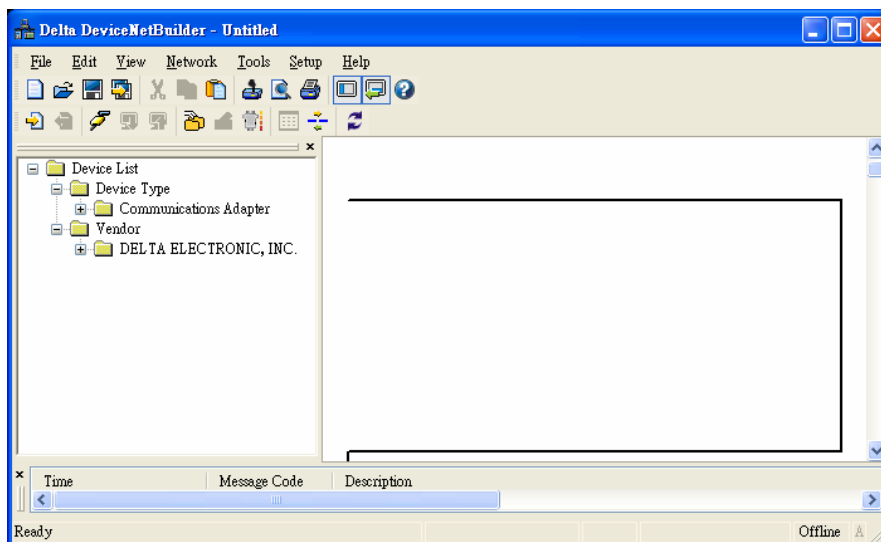 Delta DeviceNetBuilder - Untitled
File Edit View Network Tools Setup Help
Device List
Device Type
Communications Adapter
Vendor
DELTA ELECTRONIC, INC.
Time Message Code Description
Ready Offline A